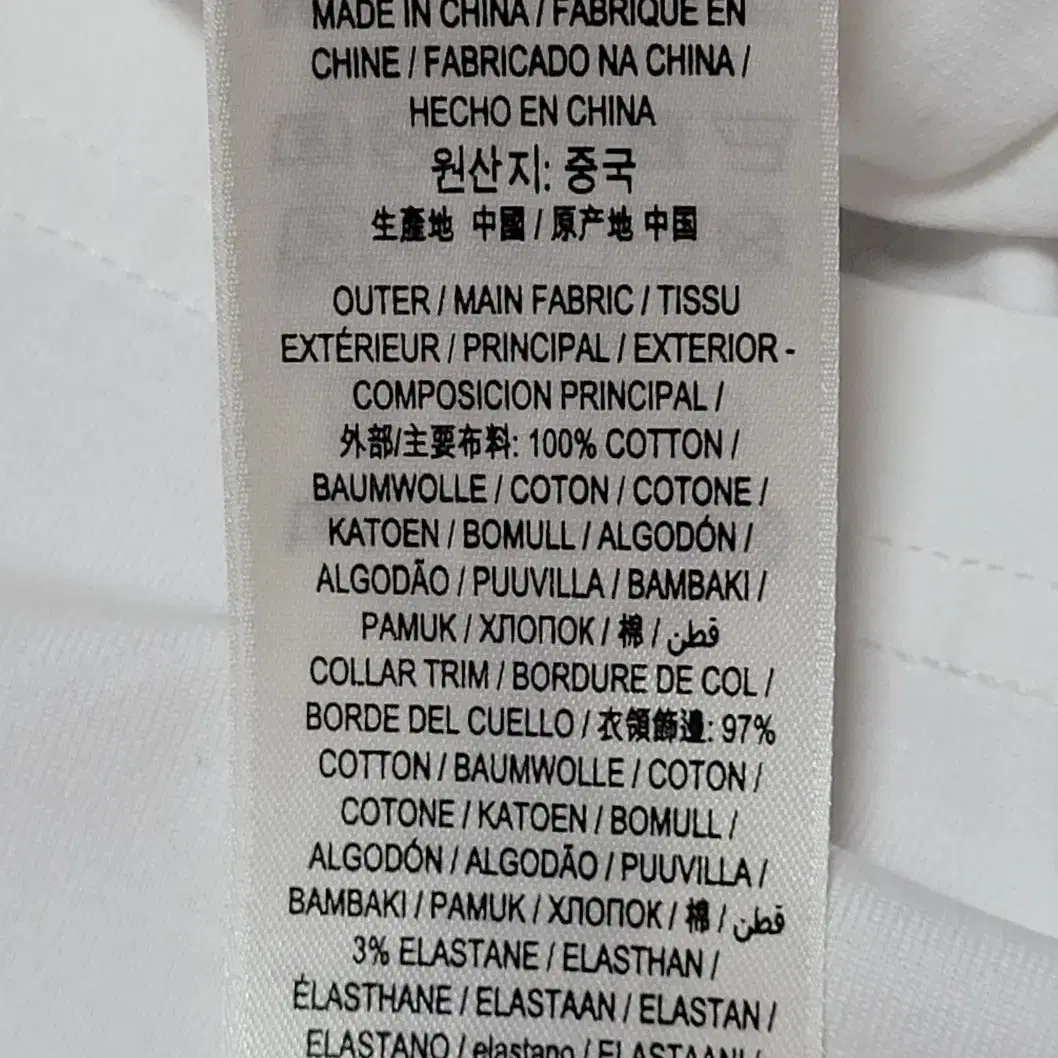 MADE IN CHINA / FABRIQUÉ EN
CHINE / FABRICADO NA CHINA /
HECHO EN CHINA
원산지: 중국
生產地 中國 / 原产地 中国
OUTER / MAIN FABRIC / TISSU
EXTÉRIEUR / PRINCIPAL / EXTERIOR -
COMPOSICION PRINCIPAL /
外部/主要布料: 100% COTTON /
BAUMWOLLE / COTON / COTONE /
KATOEN / BOMULL / ALGODÓN /
ALGODÃO / PUUVILLA / BAMBAKI /
PAMUK / ХЛОПОК / 棉 / قطن
COLLAR TRIM / BORDURE DE COL /
BORDE DEL CUELLO / 衣領飾邊: 97%
COTTON / BAUMWOLLE / COTON /
COTONE / KATOEN / BOMULL /
ALGODÓN / ALGODÃO / PUUVILLA /
BAMBAKI / PAMUK / ХЛОПОК / 棉 / قطن
3% ELASTANE / ELASTHAN /
ÉLASTHANE / ELASTAAN / ELASTAN /
ELASTANO / elastano / ELASTAANI /